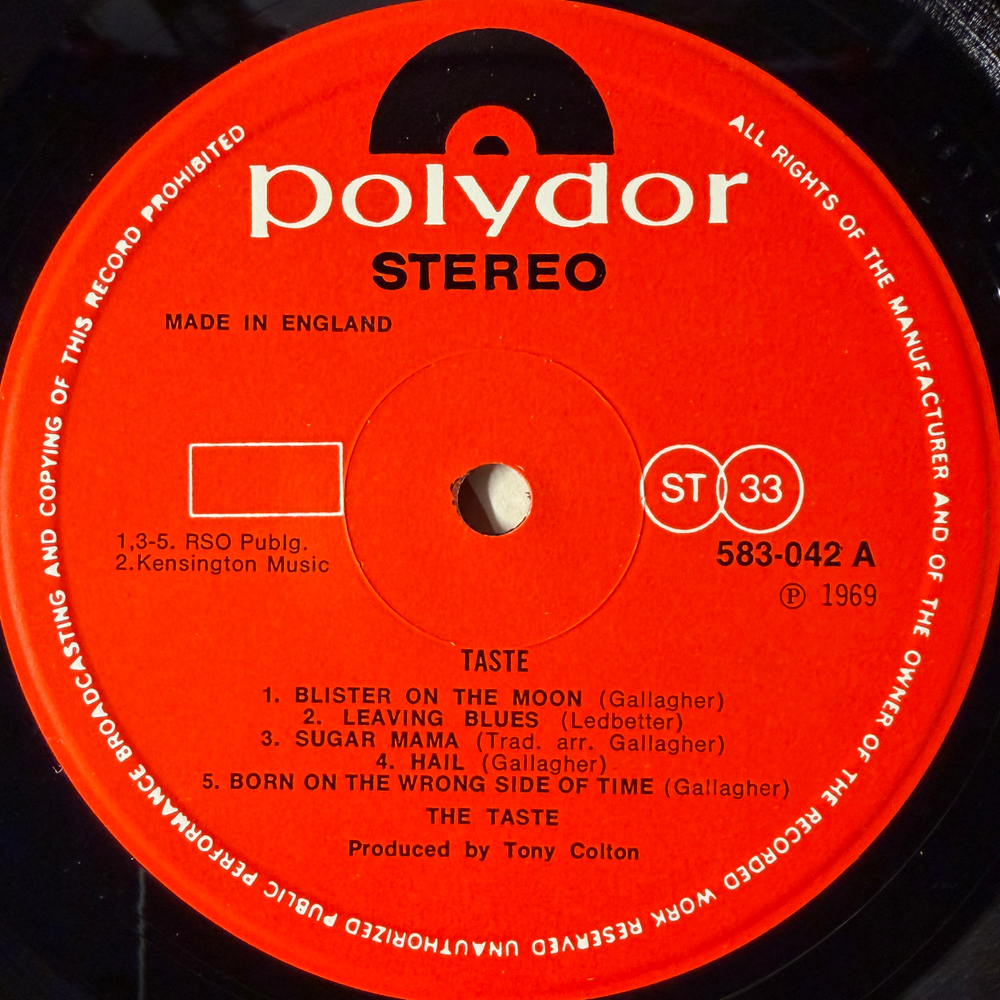 polydor
STEREO
MADE IN ENGLAND
ST 33
1,3-5. RSO Publg.
2.Kensington Music
583-042 A
Ⓟ 1969
TASTE
1. BLISTER ON THE MOON (Gallagher)
2. LEAVING BLUES (Ledbetter)
3. SUGAR MAMA (Trad. arr. Gallagher)
4. HAIL (Gallagher)
5. BORN ON THE WRONG SIDE OF TIME (Gallagher)
THE TASTE
Produced by Tony Colton
ALL RIGHTS OF THE MANUFACTURER AND OF THE OWNER OF THE RECORDED WORK RESERVED UNAUTHORIZED PUBLIC PERFORMANCE BROADCASTING AND COPYING OF THIS RECORD PROHIBITED